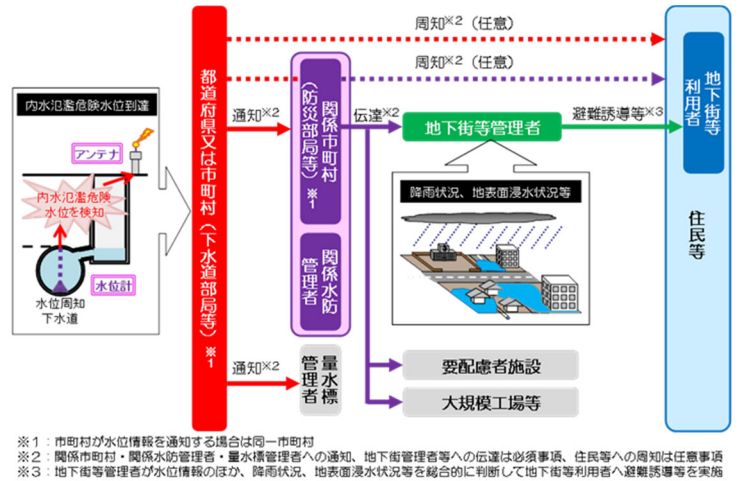 周知※2（任意）
周知※2（任意）
内水氾濫危険水位到達
アンテナ
内水氾濫危険
水位を検知
水位計
水位周知
下水道
都道府県又は市町村（下水道部局等）※1
通知※2
関係市町村
（防災部局等）※1
関係水防
管理者
通知※2
量水標
管理者
伝達※2
地下街等管理者
避難誘導等※3
降雨状況、地表面浸水状況等
要配慮者施設
大規模工場等
地下街等
利用者
住民等
※1：市町村が水位情報を通知する場合は同一市町村
※2：関係市町村・関係水防管理者・量水標管理者への通知、地下街管理者等への伝達は必須事項、住民等への周知は任意事項
※3：地下街等管理者が水位情報のほか、降雨状況、地表面浸水状況等を総合的に判断して地下街等利用者へ避難誘導等を実施